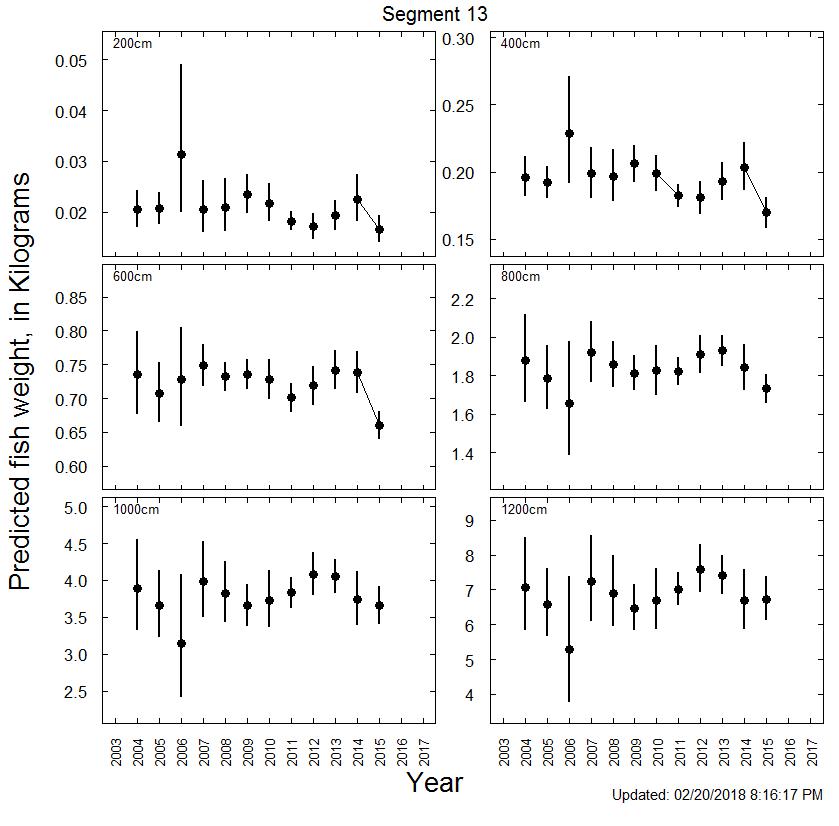 Segment 13
Predicted fish weight, in Kilograms
200cm
0.05
0.04
0.03
0.02
400cm
0.30
0.25
0.20
0.15
600cm
0.85
0.80
0.75
0.70
0.65
0.60
800cm
2.2
2.0
1.8
1.6
1.4
1000cm
5.0
4.5
4.0
3.5
3.0
2.5
1200cm
9
8
7
6
5
4
2003 2004 2005 2006 2007 2008 2009 2010 2011 2012 2013 2014 2015 2016 2017
2003 2004 2005 2006 2007 2008 2009 2010 2011 2012 2013 2014 2015 2016 2017
Year
Updated: 02/20/2018 8:16:17 PM